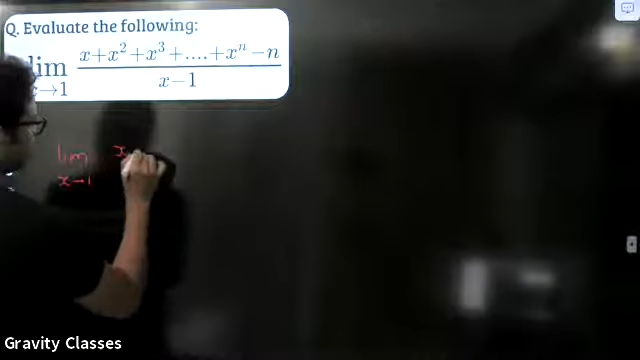 Q. Evaluate the following:
lim x→1 (x+x²+x³+....+xⁿ−n)/(x−1)
lim x
x→1
Gravity Classes